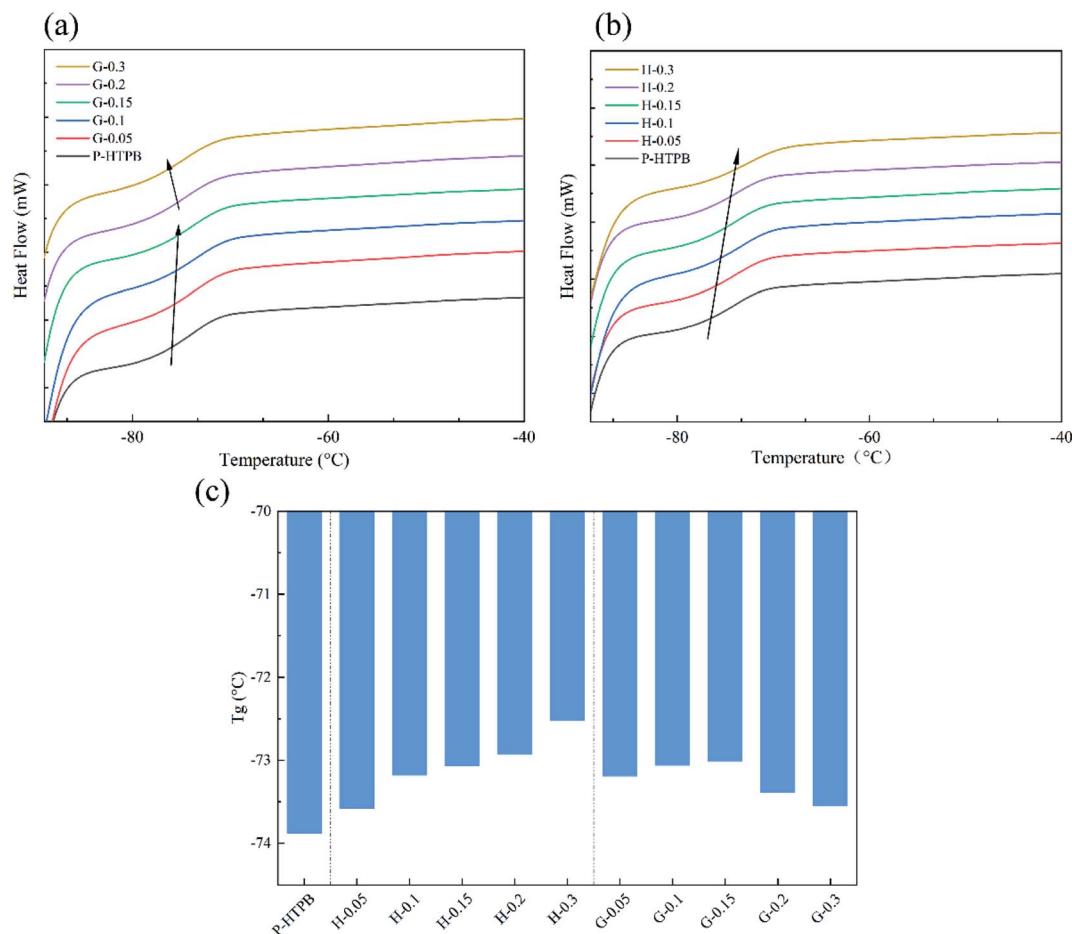 (a)
G-0.3
G-0.2
G-0.15
G-0.1
G-0.05
P-HTPB
Heat Flow (mW)
-80
-60
-40
Temperature (°C)
(b)
H-0.3
H-0.2
H-0.15
H-0.1
H-0.05
P-HTPB
Heat Flow (mW)
-80
-60
-40
Temperature（°C）
(c)
-70
-71
-72
-73
-74
Tg (°C)
P-HTPB
H-0.05
H-0.1
H-0.15
H-0.2
H-0.3
G-0.05
G-0.1
G-0.15
G-0.2
G-0.3